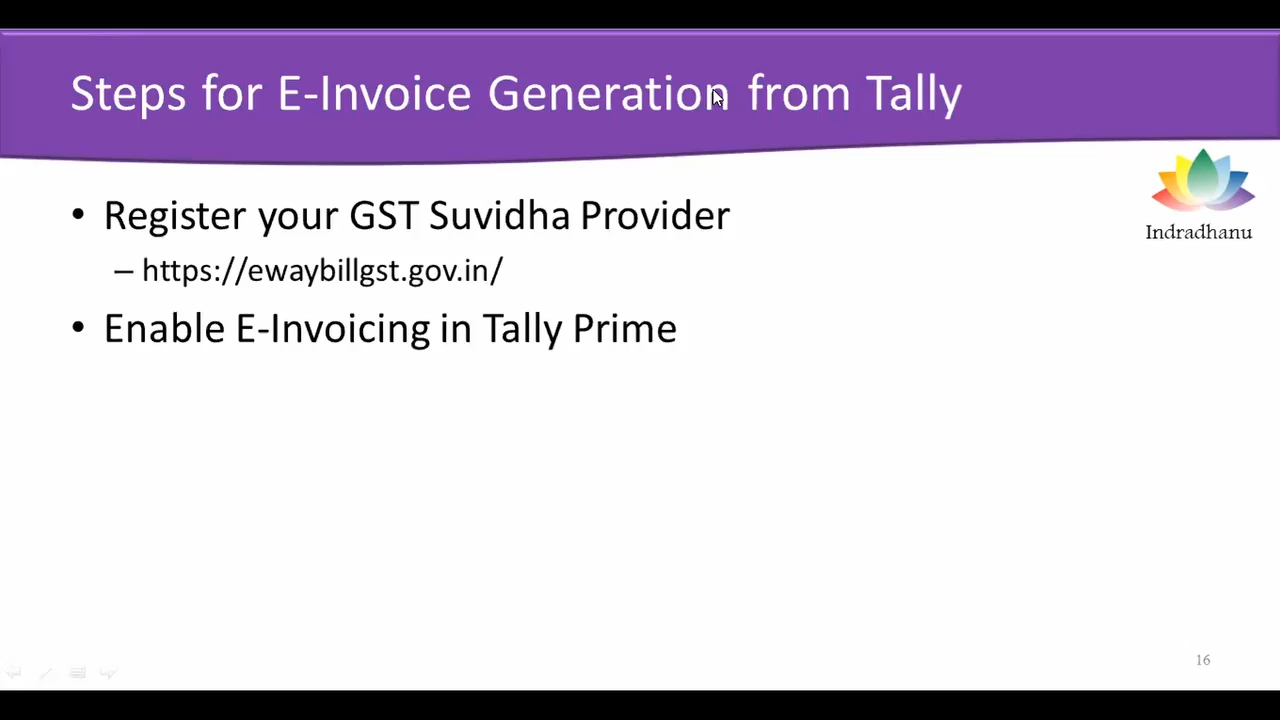 Steps for E-Invoice Generation from Tally
• Register your GST Suvidha Provider
– https://ewaybillgst.gov.in/
• Enable E-Invoicing in Tally Prime
Indradhanu
16